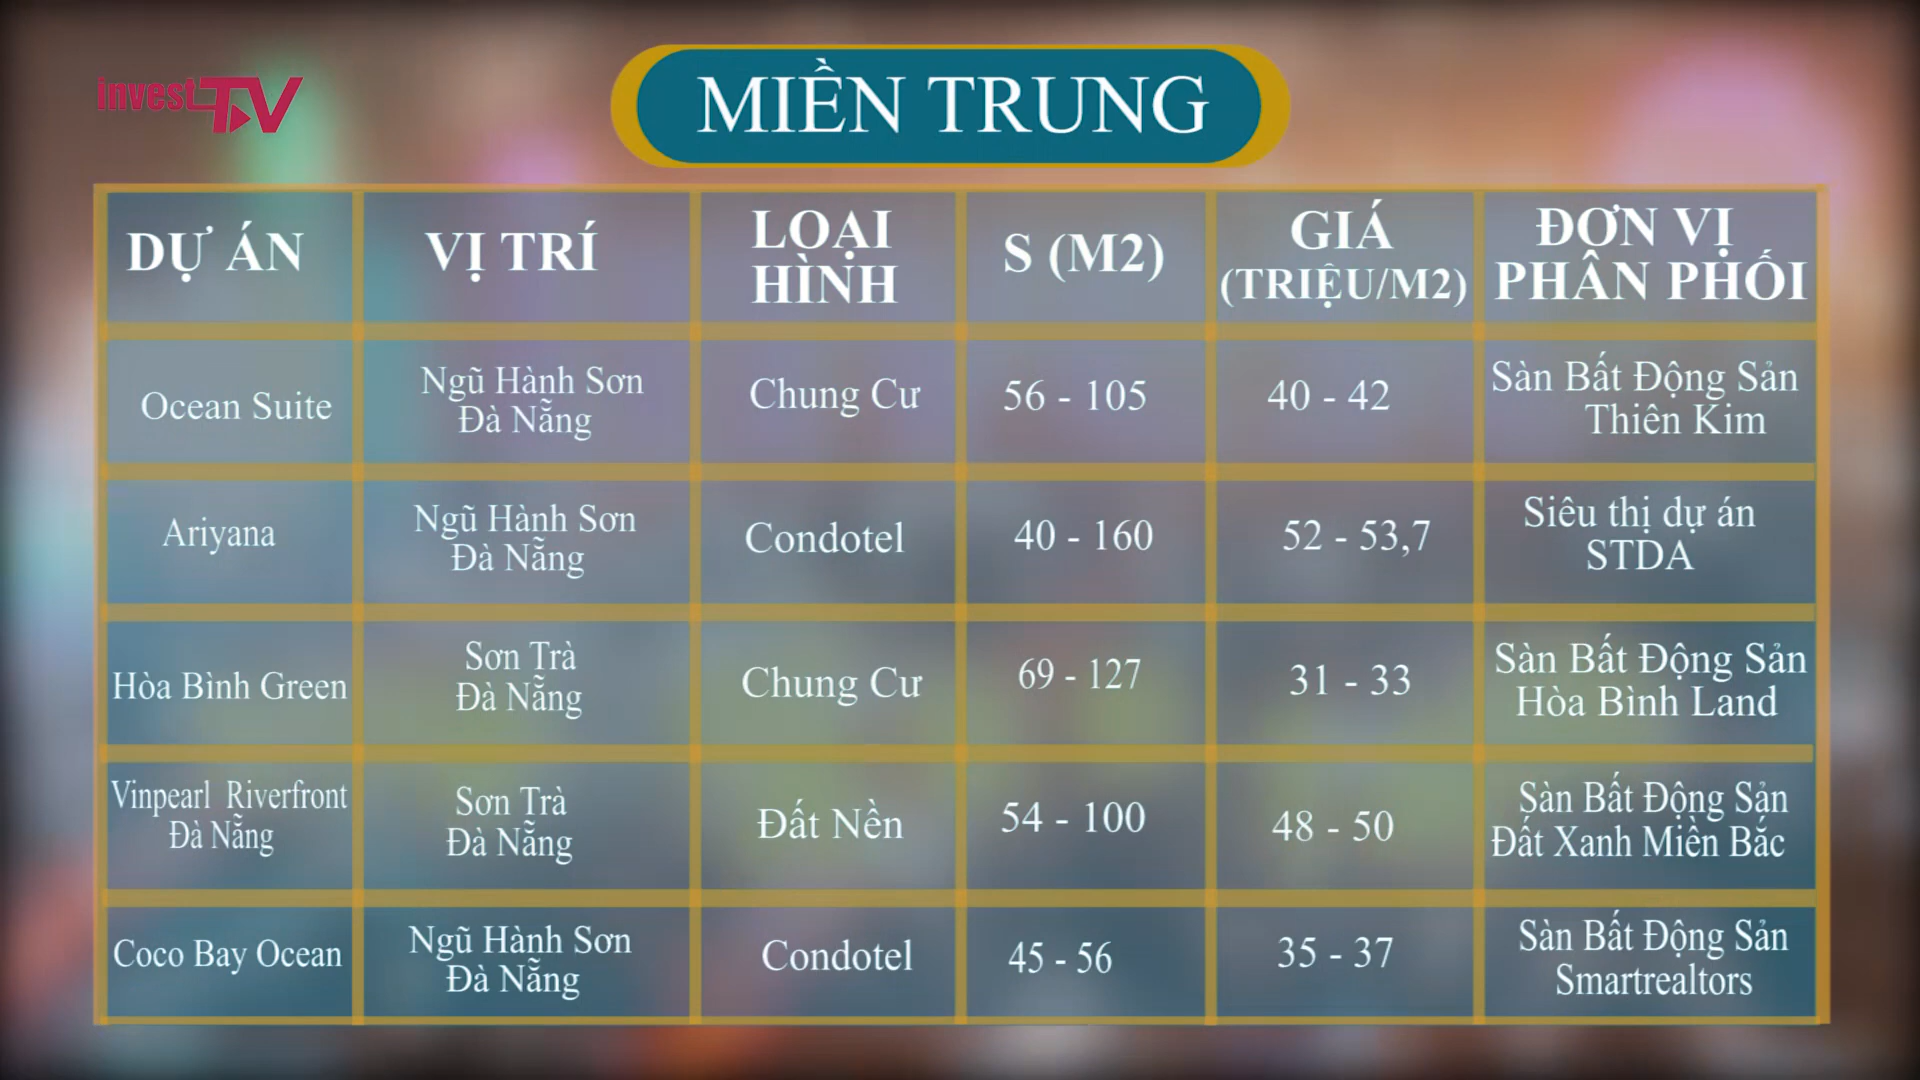 invest TV
MIỀN TRUNG
DỰ ÁN
VỊ TRÍ
LOẠI
HÌNH
S (M2)
GIÁ
(TRIỆU/M2)
ĐƠN VỊ
PHÂN PHỐI
Ocean Suite
Ngũ Hành Sơn
Đà Nẵng
Chung Cư
56 - 105
40 - 42
Sàn Bất Động Sản
Thiên Kim
Ariyana
Ngũ Hành Sơn
Đà Nẵng
Condotel
40 - 160
52 - 53,7
Siêu thị dự án
STDA
Hòa Bình Green
Sơn Trà
Đà Nẵng
Chung Cư
69 - 127
31 - 33
Sàn Bất Động Sản
Hòa Bình Land
Vinpearl Riverfront
Đà Nẵng
Sơn Trà
Đà Nẵng
Đất Nền
54 - 100
48 - 50
Sàn Bất Động Sản
Đất Xanh Miền Bắc
Coco Bay Ocean
Ngũ Hành Sơn
Đà Nẵng
Condotel
45 - 56
35 - 37
Sàn Bất Động Sản
Smartrealtors